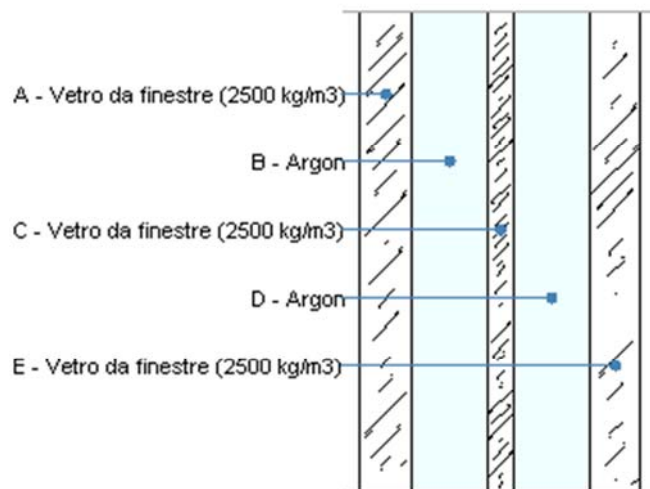 A - Vetro da finestre (2500 kg/m3)
B - Argon
C - Vetro da finestre (2500 kg/m3)
D - Argon
E - Vetro da finestre (2500 kg/m3)